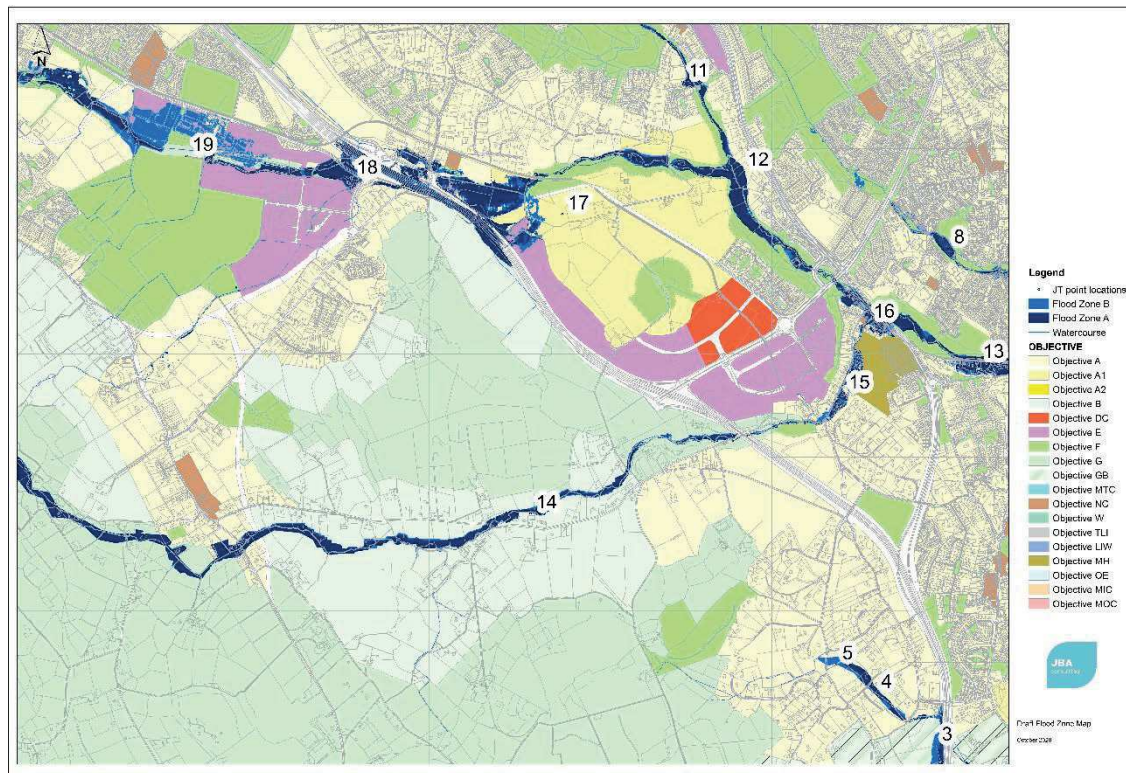 N
11
12
19
18
17
8
16
13
15
14
5
4
3
Legend
JT point locations
Flood Zone B
Flood Zone A
Watercourse
OBJECTIVE
Objective A
Objective A1
Objective A2
Objective B
Objective DC
Objective E
Objective F
Objective G
Objective GB
Objective MTC
Objective NC
Objective W
Objective TLI
Objective LIW
Objective MH
Objective OE
Objective MIC
Objective MOC
JBA
consulting
Draft Flood Zone Map
October 2020